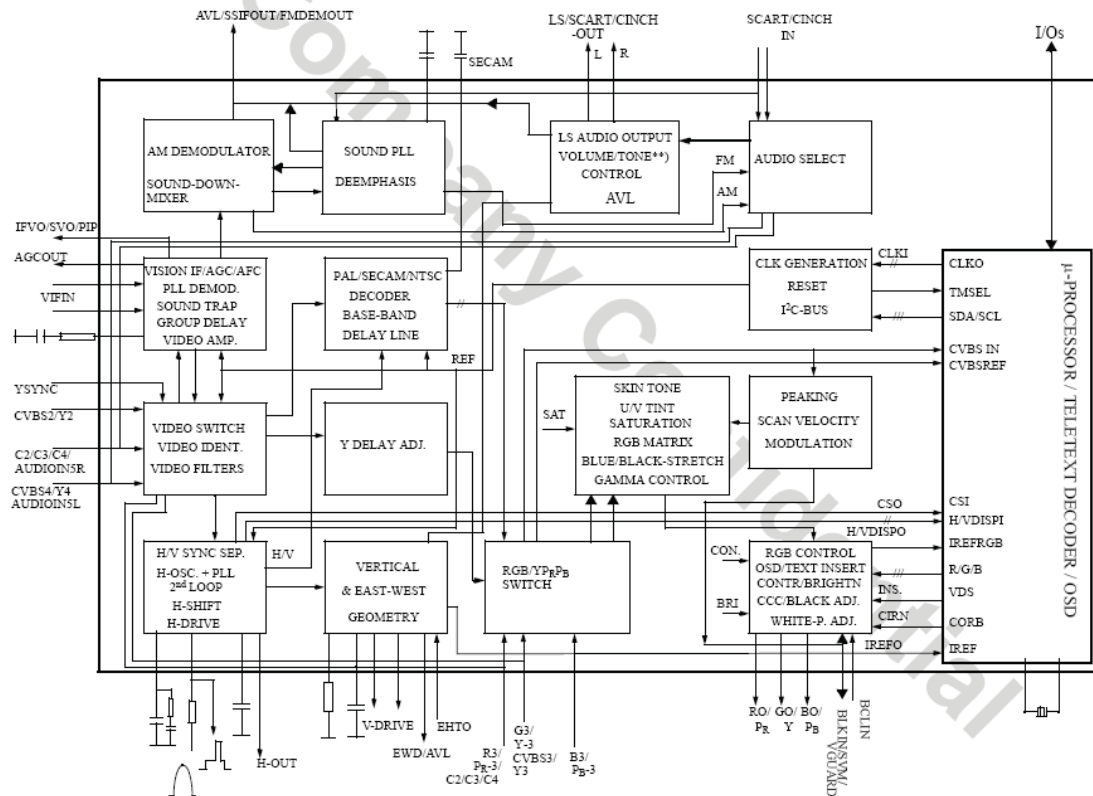 AVL/SSIFOUT/FMDEMOUT
SECAM
LS/SCART/CINCH
-OUT
L
R
SCART/CINCH
IN
I/Os
AM DEMODULATOR
SOUND-DOWN-
MIXER
SOUND PLL
DEEMPHASIS
LS AUDIO OUTPUT
VOLUME/TONE**)
CONTROL
AVL
FM
AM
AUDIO SELECT
IFVO/SVO/PIP
AGCOUT
VIFIN
VISION IF/AGC/AFC
PLL DEMOD.
SOUND TRAP
GROUP DELAY
VIDEO AMP.
PAL/SECAM/NTSC
DECODER
BASE-BAND
DELAY LINE
REF
CLK GENERATION
RESET
I²C-BUS
CLKI
CLKO
TMSEL
SDA/SCL
CVBS IN
CVBSREF
µ-PROCESSOR / TELETEXT DECODER / OSD
YSYNC
CVBS2/Y2
C2/C3/C4/
AUDIOIN5R
CVBS4/Y4
AUDIOIN5L
VIDEO SWITCH
VIDEO IDENT.
VIDEO FILTERS
Y DELAY ADJ.
SAT
SKIN TONE
U/V TINT
SATURATION
RGB MATRIX
BLUE/BLACK-STRETCH
GAMMA CONTROL
PEAKING
SCAN VELOCITY
MODULATION
CSO
CSI
H/VDISPI
H/VDISPO
IREFRGB
R/G/B
INS.
VDS
CIRN
CORB
IREFO
IREF
H/V SYNC SEP.
H-OSC. + PLL
2nd LOOP
H-SHIFT
H-DRIVE
H/V
VERTICAL
& EAST-WEST
GEOMETRY
RGB/YPRPB
SWITCH
CON.
BRI
RGB CONTROL
OSD/TEXT INSERT
CONTR/BRIGHTN
CCC/BLACK ADJ.
WHITE-P. ADJ.
H-OUT
V-DRIVE
EWD/AVL
EHTO
R3/
PR-3/
C2/C3/C4
G3/
Y-3
CVBS3/
Y3
B3/
PB-3
RO/
PR
GO/
Y
BO/
PB
BLKIN/SVM/
VGUARD
BCLIN
Company Confidential